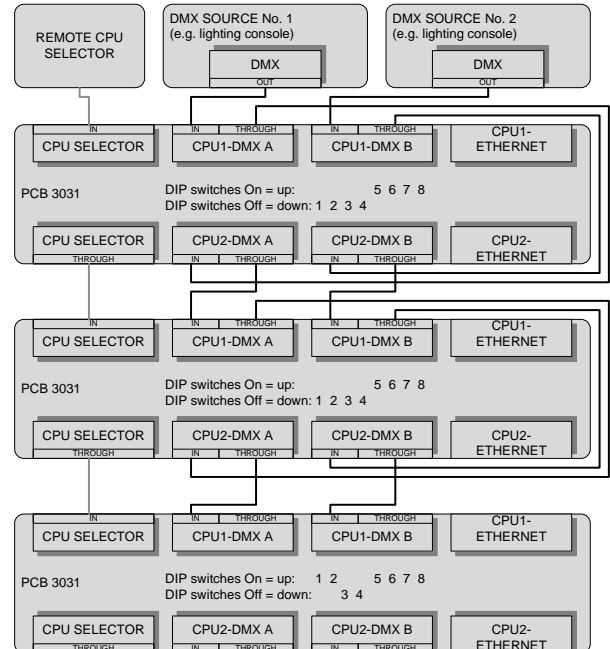 REMOTE CPU
SELECTOR
DMX SOURCE No. 1
(e.g. lighting console)
DMX
OUT
DMX SOURCE No. 2
(e.g. lighting console)
DMX
OUT
IN
CPU SELECTOR
IN THROUGH
CPU1-DMX A
IN THROUGH
CPU1-DMX B
CPU1-
ETHERNET
PCB 3031
DIP switches On = up: 5 6 7 8
DIP switches Off = down: 1 2 3 4
CPU SELECTOR
THROUGH
CPU2-DMX A
IN THROUGH
CPU2-DMX B
IN THROUGH
CPU2-
ETHERNET
IN
CPU SELECTOR
IN THROUGH
CPU1-DMX A
IN THROUGH
CPU1-DMX B
CPU1-
ETHERNET
PCB 3031
DIP switches On = up: 5 6 7 8
DIP switches Off = down: 1 2 3 4
CPU SELECTOR
THROUGH
CPU2-DMX A
IN THROUGH
CPU2-DMX B
IN THROUGH
CPU2-
ETHERNET
IN
CPU SELECTOR
IN THROUGH
CPU1-DMX A
IN THROUGH
CPU1-DMX B
CPU1-
ETHERNET
PCB 3031
DIP switches On = up: 1 2 5 6 7 8
DIP switches Off = down: 3 4
CPU SELECTOR
THROUGH
CPU2-DMX A
IN THROUGH
CPU2-DMX B
IN THROUGH
CPU2-
ETHERNET